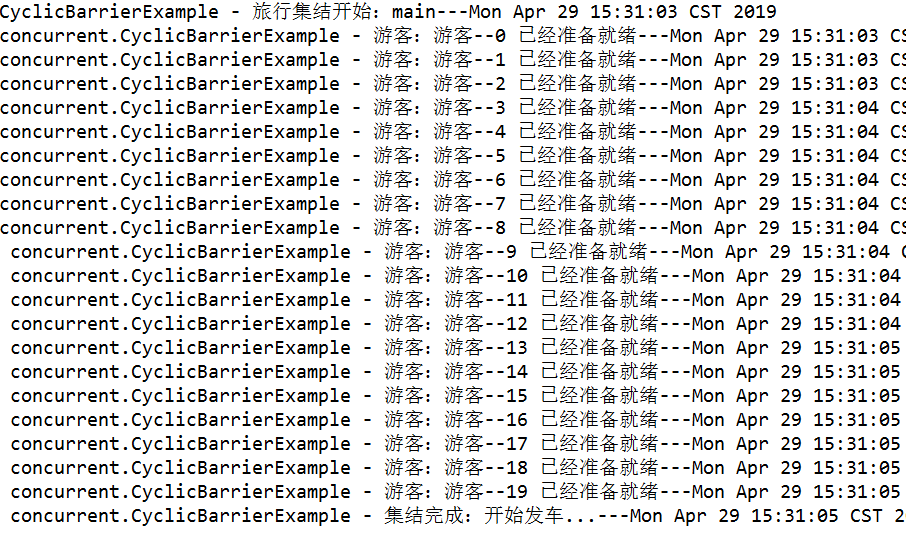 CyclicBarrierExample - 旅行集结开始：main---Mon Apr 29 15:31:03 CST 2019
concurrent.CyclicBarrierExample - 游客：游客--0 已经准备就绪---Mon Apr 29 15:31:03 CS
concurrent.CyclicBarrierExample - 游客：游客--1 已经准备就绪---Mon Apr 29 15:31:03 CS
concurrent.CyclicBarrierExample - 游客：游客--2 已经准备就绪---Mon Apr 29 15:31:03 CS
concurrent.CyclicBarrierExample - 游客：游客--3 已经准备就绪---Mon Apr 29 15:31:04 CS
concurrent.CyclicBarrierExample - 游客：游客--4 已经准备就绪---Mon Apr 29 15:31:04 CS
concurrent.CyclicBarrierExample - 游客：游客--5 已经准备就绪---Mon Apr 29 15:31:04 CS
concurrent.CyclicBarrierExample - 游客：游客--6 已经准备就绪---Mon Apr 29 15:31:04 CS
concurrent.CyclicBarrierExample - 游客：游客--7 已经准备就绪---Mon Apr 29 15:31:04 CS
concurrent.CyclicBarrierExample - 游客：游客--8 已经准备就绪---Mon Apr 29 15:31:04 CS
concurrent.CyclicBarrierExample - 游客：游客--9 已经准备就绪---Mon Apr 29 15:31:04 C
concurrent.CyclicBarrierExample - 游客：游客--10 已经准备就绪---Mon Apr 29 15:31:04
concurrent.CyclicBarrierExample - 游客：游客--11 已经准备就绪---Mon Apr 29 15:31:04
concurrent.CyclicBarrierExample - 游客：游客--12 已经准备就绪---Mon Apr 29 15:31:04
concurrent.CyclicBarrierExample - 游客：游客--13 已经准备就绪---Mon Apr 29 15:31:05
concurrent.CyclicBarrierExample - 游客：游客--14 已经准备就绪---Mon Apr 29 15:31:05
concurrent.CyclicBarrierExample - 游客：游客--15 已经准备就绪---Mon Apr 29 15:31:05
concurrent.CyclicBarrierExample - 游客：游客--16 已经准备就绪---Mon Apr 29 15:31:05
concurrent.CyclicBarrierExample - 游客：游客--17 已经准备就绪---Mon Apr 29 15:31:05
concurrent.CyclicBarrierExample - 游客：游客--18 已经准备就绪---Mon Apr 29 15:31:05
concurrent.CyclicBarrierExample - 游客：游客--19 已经准备就绪---Mon Apr 29 15:31:05
concurrent.CyclicBarrierExample - 集结完成：开始发车...---Mon Apr 29 15:31:05 CST 2